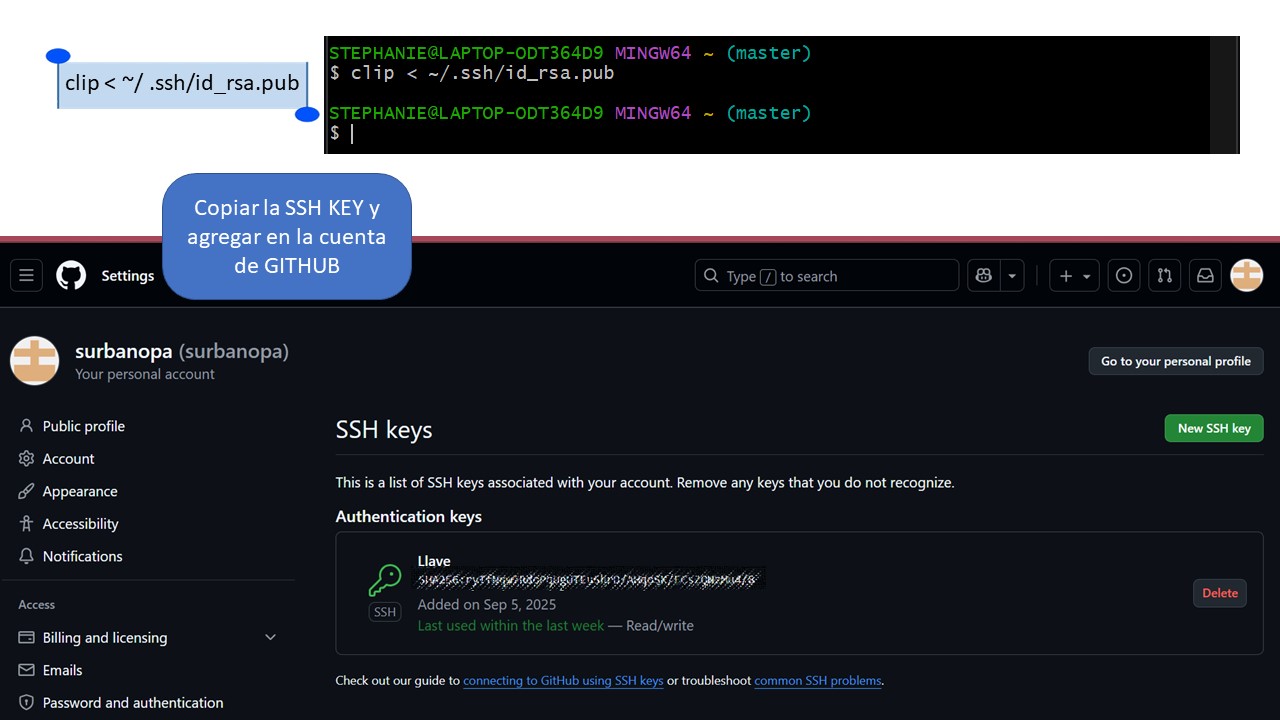 clip < ~/ .ssh/id_rsa.pub
STEPHANIE@LAPTOP-ODT364D9 MINGW64 ~ (master)
$ clip < ~/.ssh/id_rsa.pub
STEPHANIE@LAPTOP-ODT364D9 MINGW64 ~ (master)
$
Copiar la SSH KEY y
agregar en la cuenta
de GITHUB
Settings
Type / to search
surbanopa (surbanopa)
Your personal account
Go to your personal profile
Public profile
Account
Appearance
Accessibility
Notifications
Access
Billing and licensing
Emails
Password and authentication
SSH keys
New SSH key
This is a list of SSH keys associated with your account. Remove any keys that you do not recognize.
Authentication keys
Llave
SSH
Added on Sep 5, 2025
Last used within the last week — Read/write
Delete
Check out our guide to connecting to GitHub using SSH keys or troubleshoot common SSH problems.